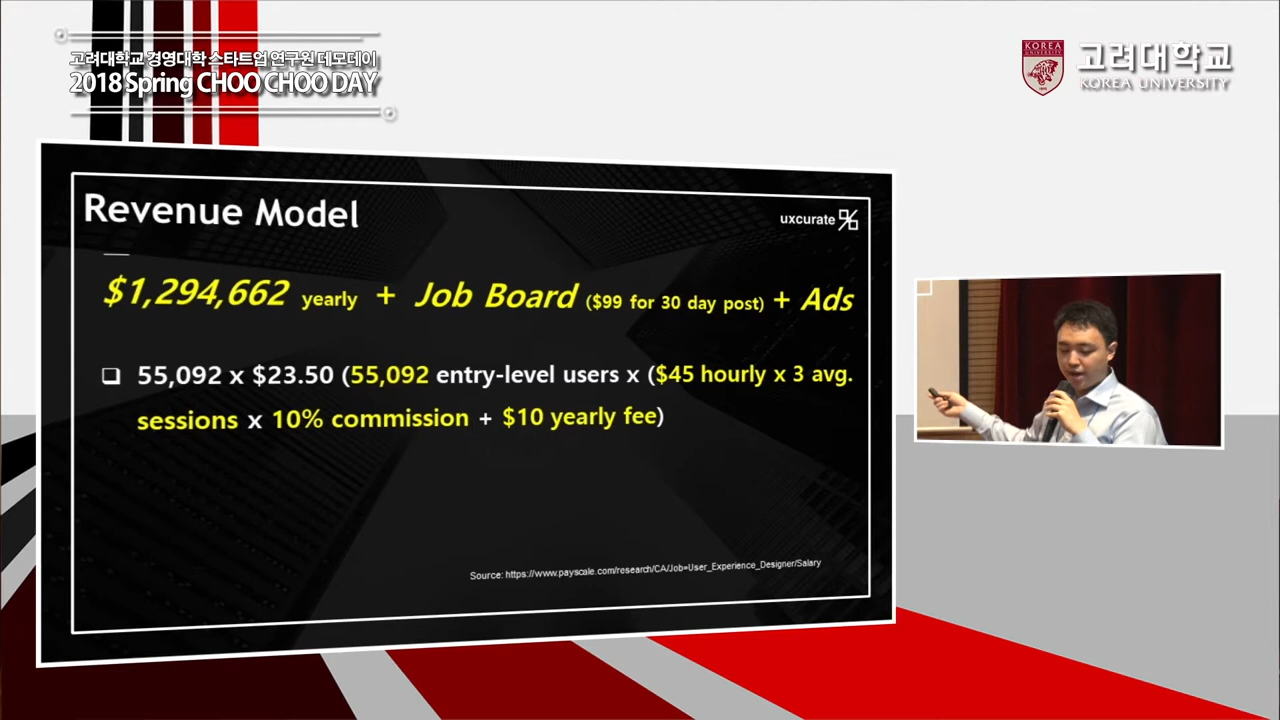 고려대학교 경영대학 스타트업 연구원 데모데이
2018 Spring CHOO CHOO DAY
KOREA
UNIVERSITY
고려대학교
KOREA UNIVERSITY
Revenue Model
uxcurate
$1,294,662 yearly + Job Board ($99 for 30 day post) + Ads
55,092 x $23.50 (55,092 entry-level users x ($45 hourly x 3 avg.
sessions x 10% commission + $10 yearly fee)
Source: https://www.payscale.com/research/CA/Job=User_Experience_Designer/Salary